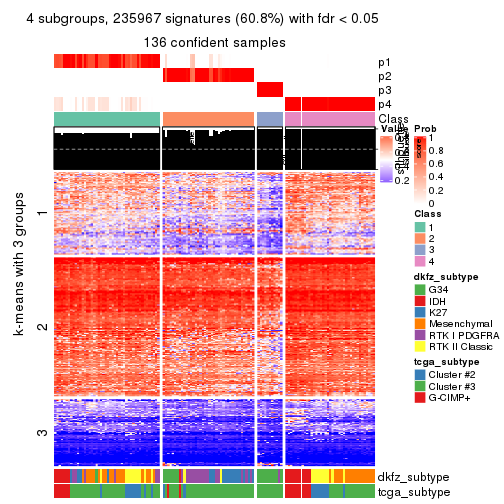 4 subgroups, 235967 signatures (60.8%) with fdr < 0.05
136 confident samples
p1
p2
p3
p4
Class
k-means with 3 groups
1
2
3
dkfz_subtype
tcga_subtype
Value
0.2
Prob
1
0.8
0.6
0.4
0.2
0
Class
1
2
3
4
dkfz_subtype
G34
IDH
K27
Mesenchymal
RTK I PDGFRA
RTK II Classic
tcga_subtype
Cluster #2
Cluster #3
G-CIMP+